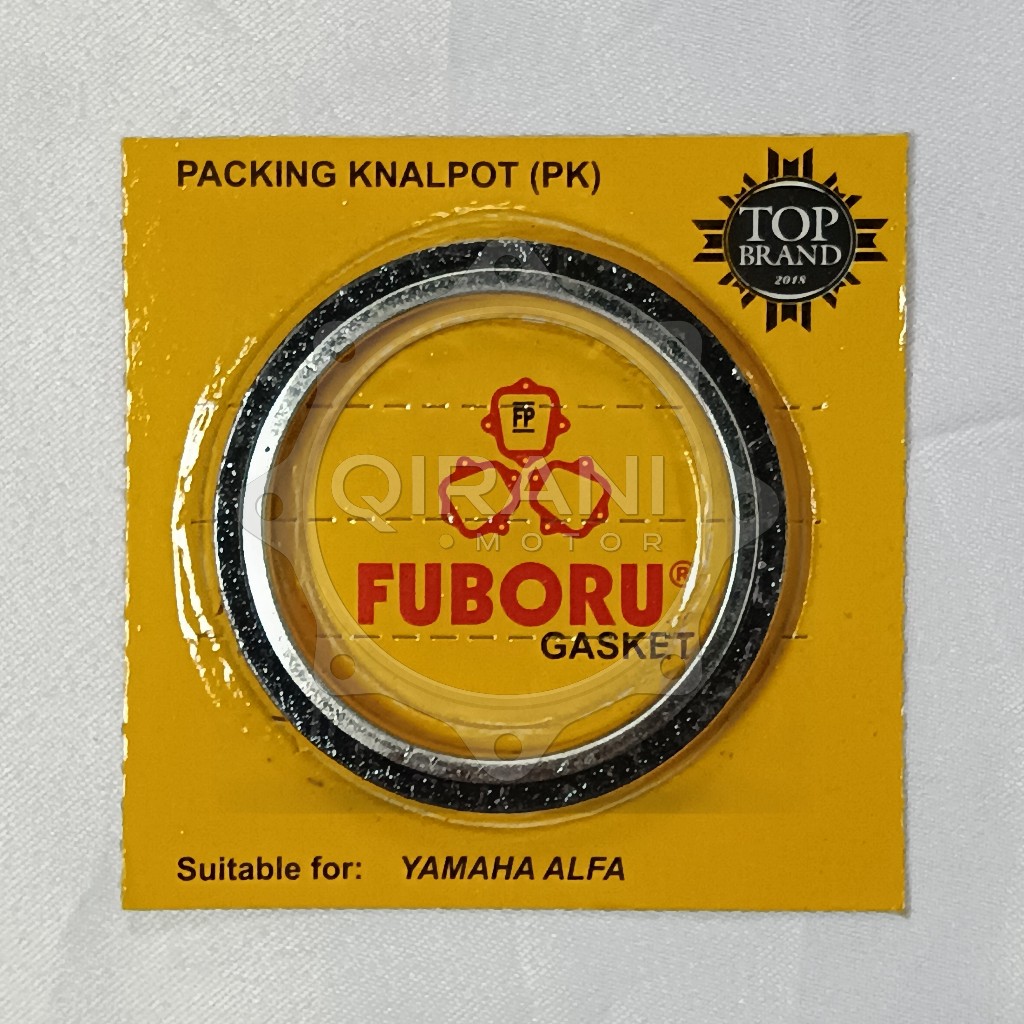 PACKING KNALPOT (PK)
TOP
BRAND
2018
FP
QIRANI
• MOTOR
FUBORU®
GASKET
Suitable for: YAMAHA ALFA